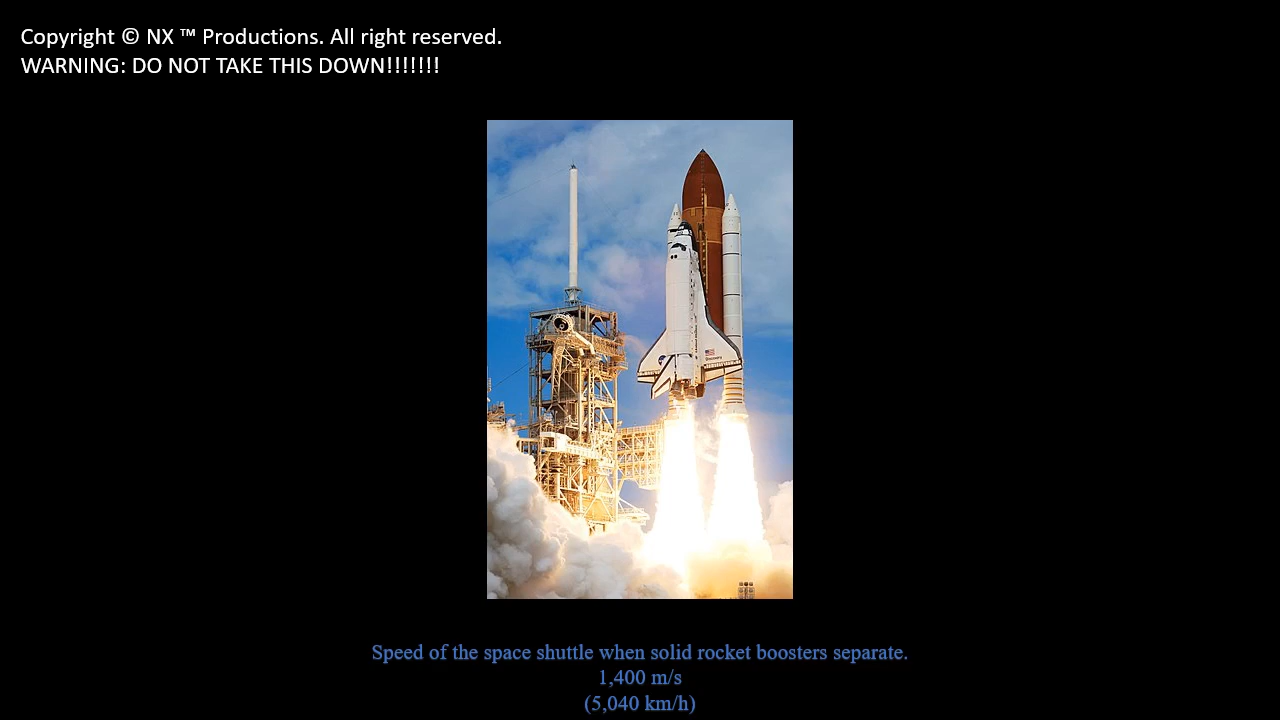 Copyright © NX ™ Productions. All right reserved.
WARNING: DO NOT TAKE THIS DOWN!!!!!!!
Discovery
Speed of the space shuttle when solid rocket boosters separate.
1,400 m/s
(5,040 km/h)